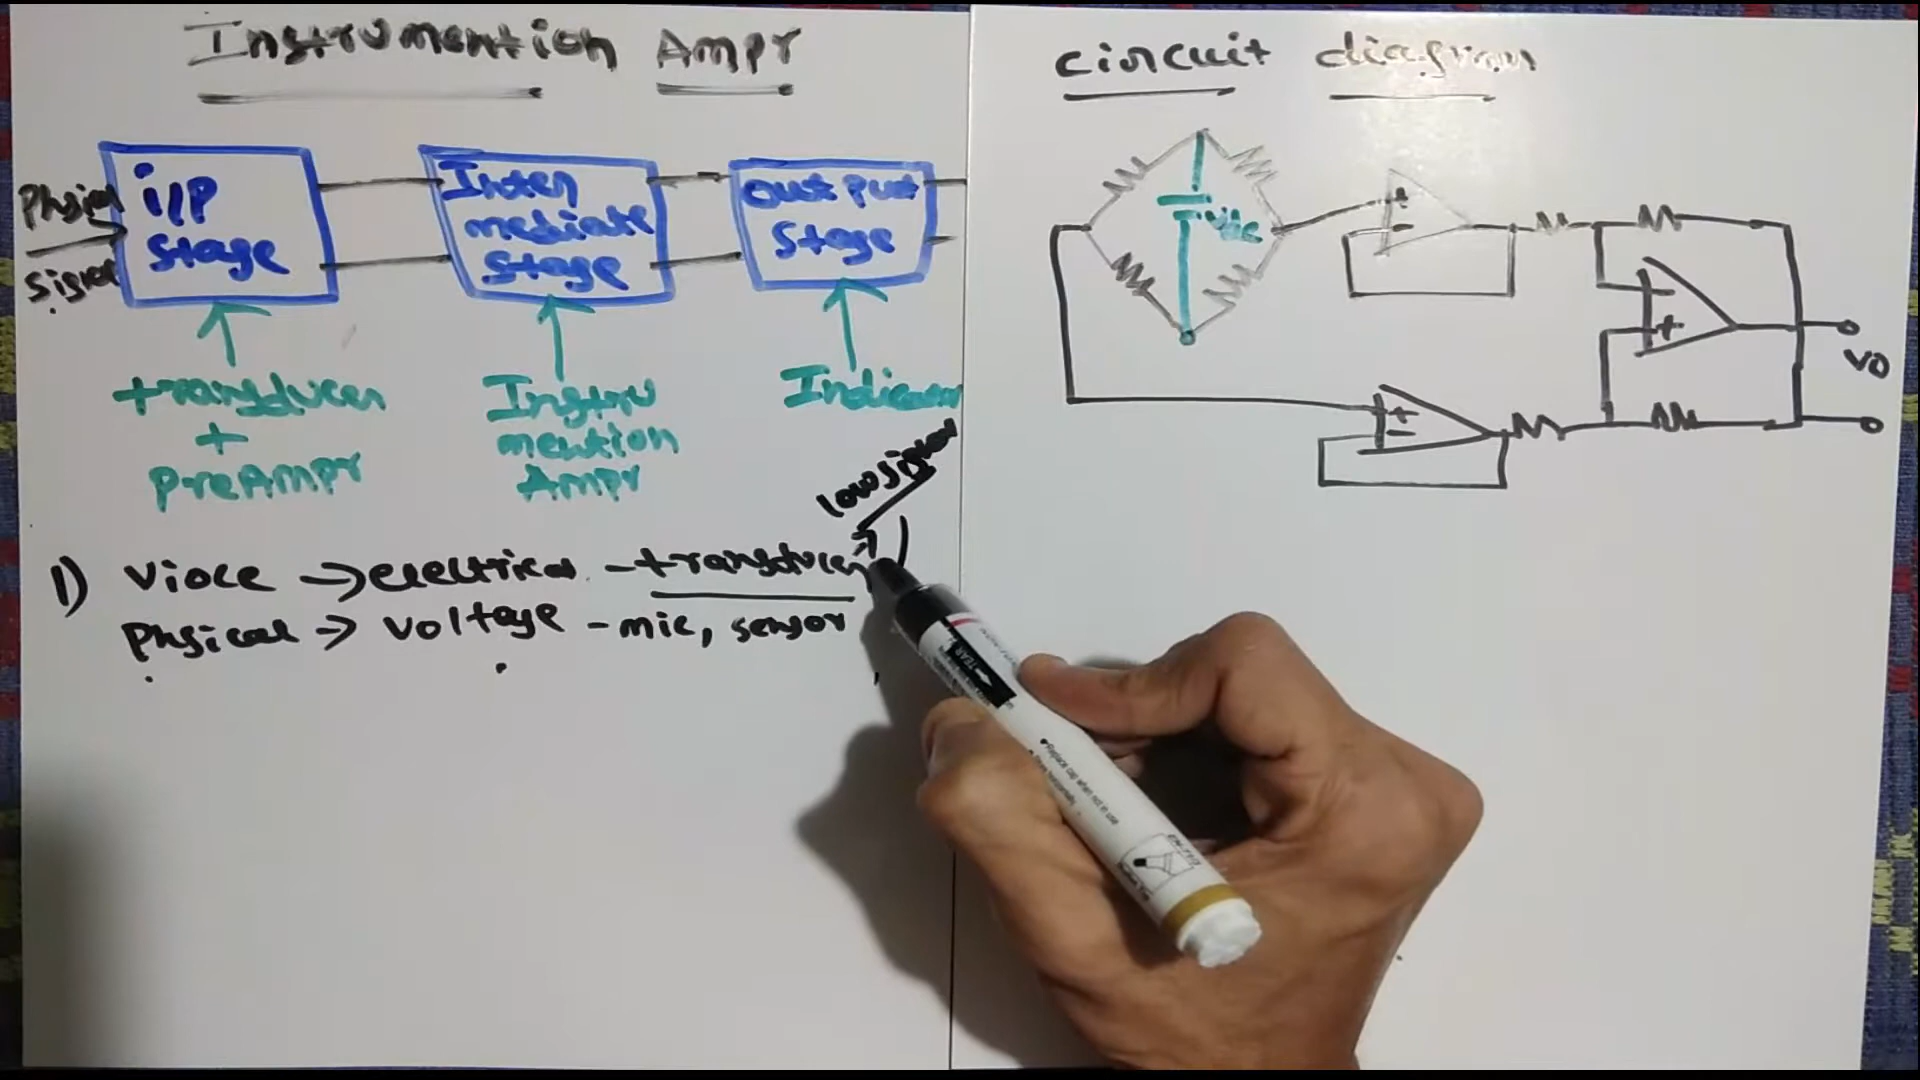 Instrumention Ampr
Physical
Signal
i/P
Stage
Inter
mediate
Stage
Output
Stage
transducer
+
PreAmpr
Instru
mention
Ampr
Indicator
low signal
1) Vioce → electrical - transducer
Physical → Voltage - mic, sensor
circuit diagram
Vdc
+
-
-
+
+
-
Vo